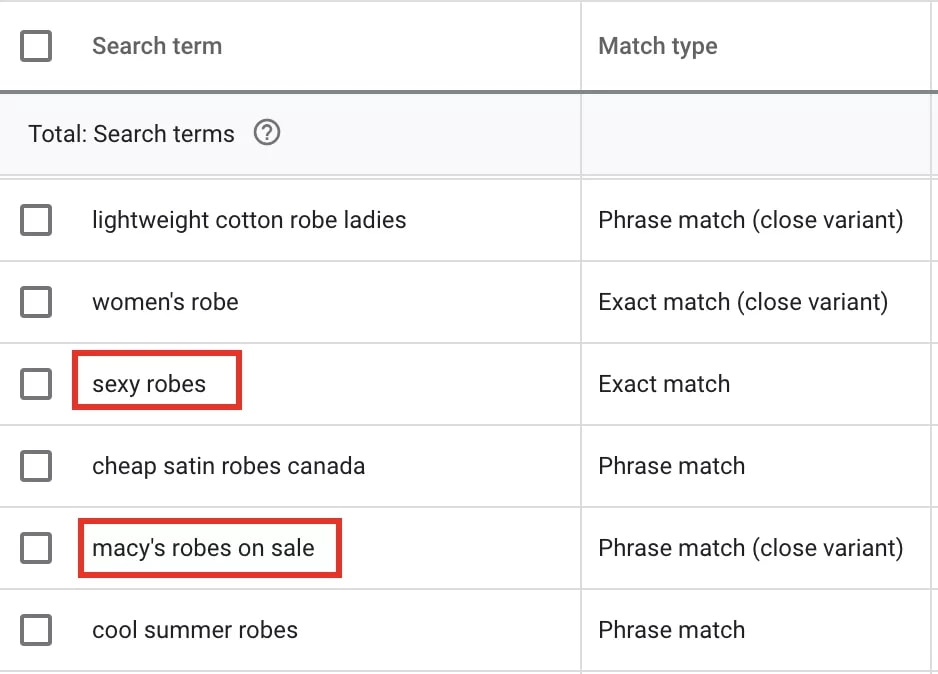 Search term Match type
Total: Search terms ?
lightweight cotton robe ladies Phrase match (close variant)
women's robe Exact match (close variant)
sexy robes Exact match
cheap satin robes canada Phrase match
macy's robes on sale Phrase match (close variant)
cool summer robes Phrase match